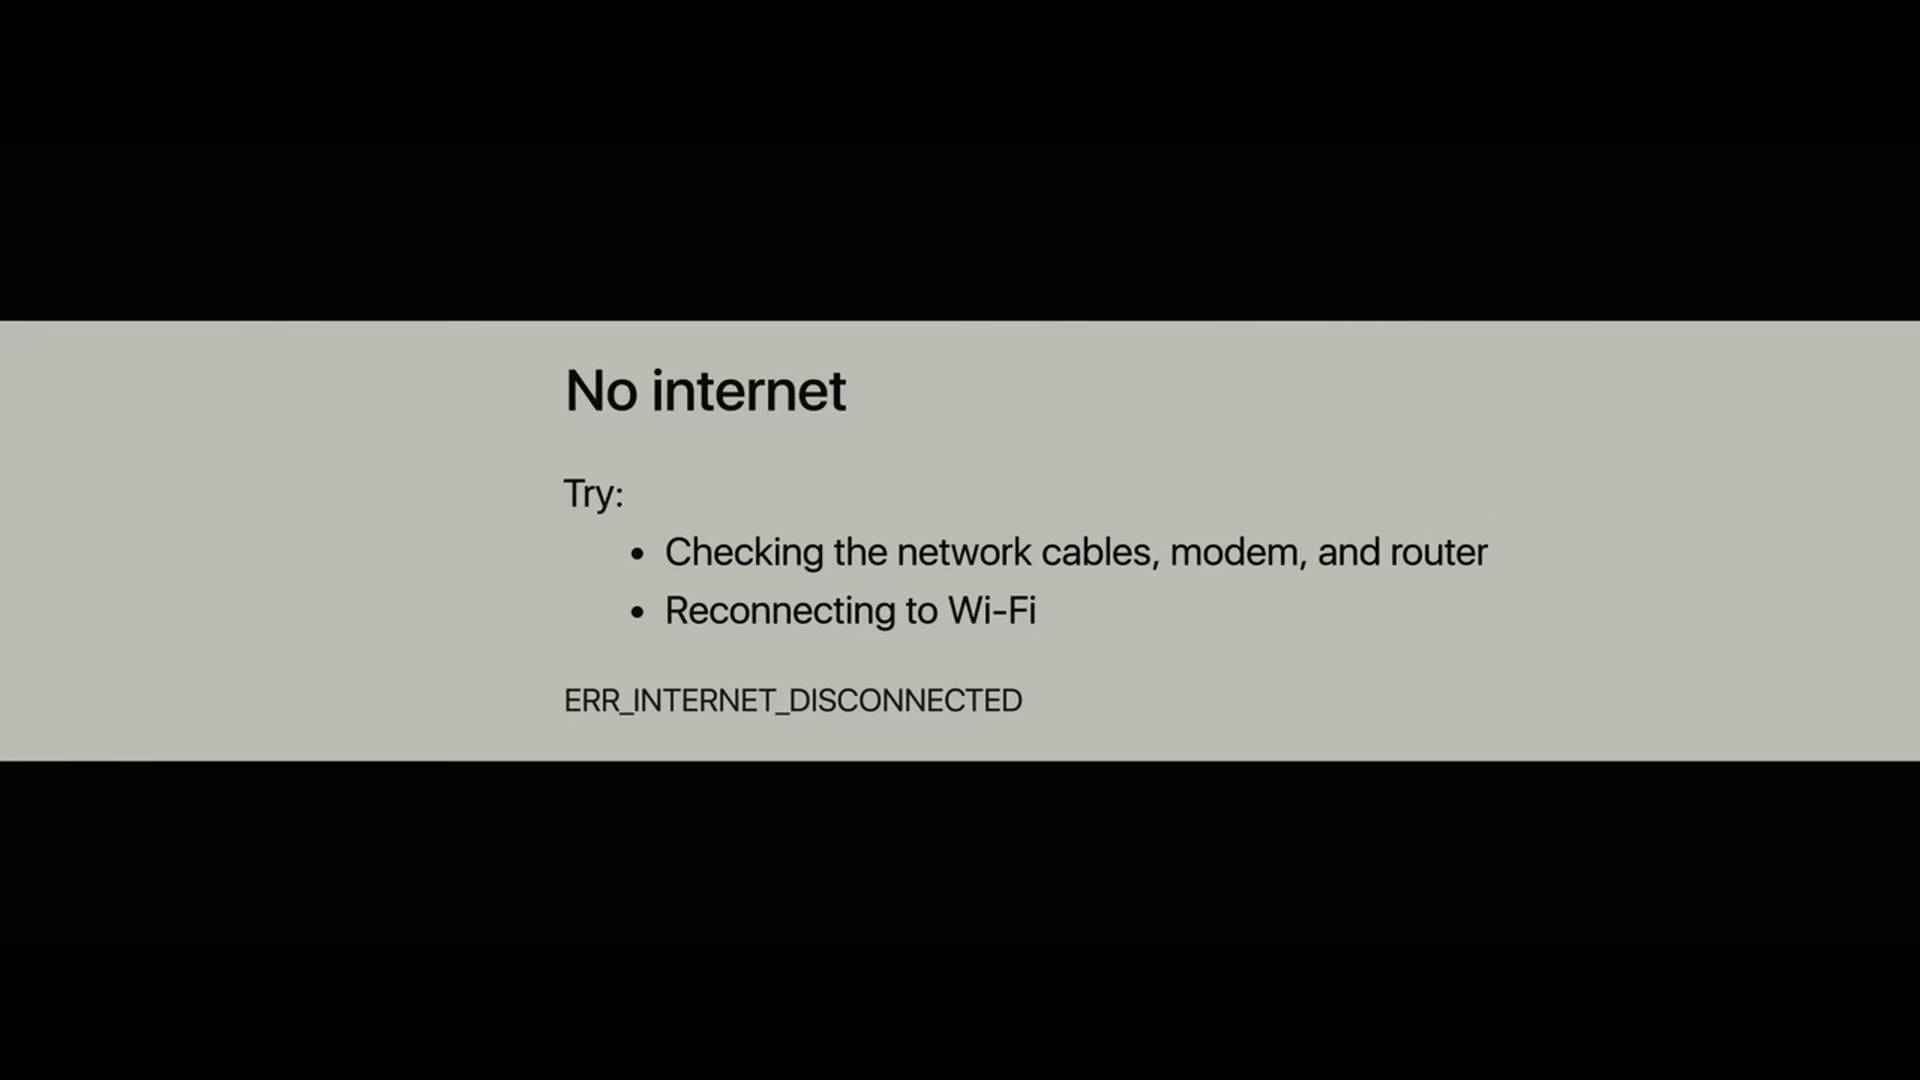 No internet
Try:
• Checking the network cables, modem, and router
• Reconnecting to Wi-Fi
ERR_INTERNET_DISCONNECTED